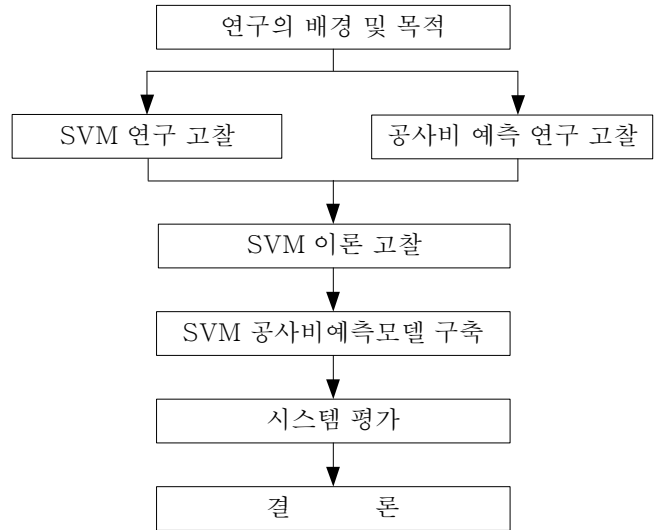 연구의 배경 및 목적
SVM 연구 고찰
공사비 예측 연구 고찰
SVM 이론 고찰
SVM 공사비예측모델 구축
시스템 평가
결 론